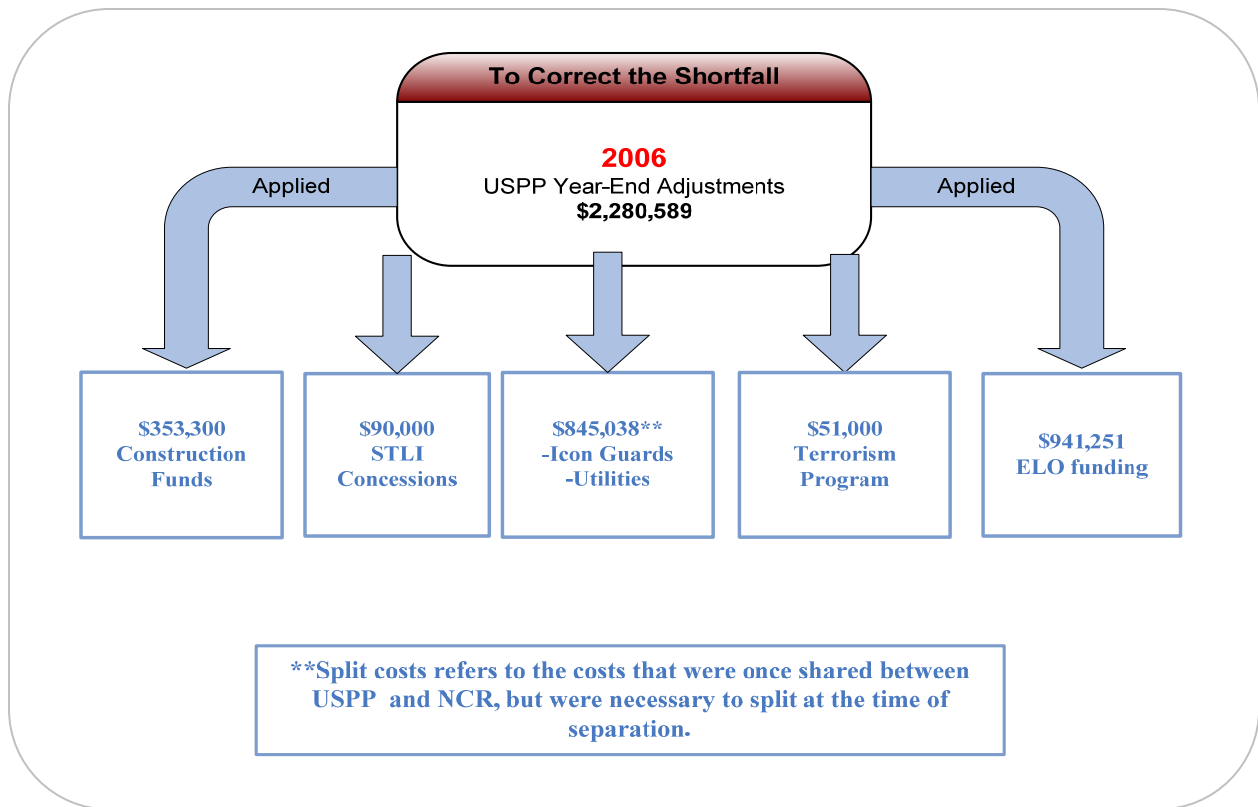 To Correct the Shortfall
2006
USPP Year-End Adjustments
$2,280,589
Applied
Applied
$353,300
Construction
Funds
$90,000
STLI
Concessions
$845,038**
-Icon Guards
-Utilities
$51,000
Terrorism
Program
$941,251
ELO funding
**Split costs refers to the costs that were once shared between
USPP and NCR, but were necessary to split at the time of
separation.